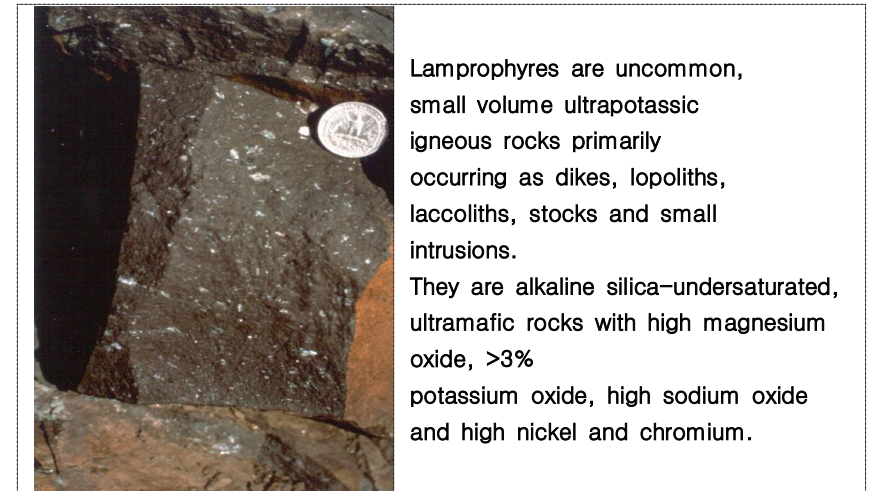 Lamprophyres are uncommon,
small volume ultrapotassic
igneous rocks primarily
occurring as dikes, lopoliths,
laccoliths, stocks and small
intrusions.
They are alkaline silica-undersaturated,
ultramafic rocks with high magnesium
oxide, >3%
potassium oxide, high sodium oxide
and high nickel and chromium.